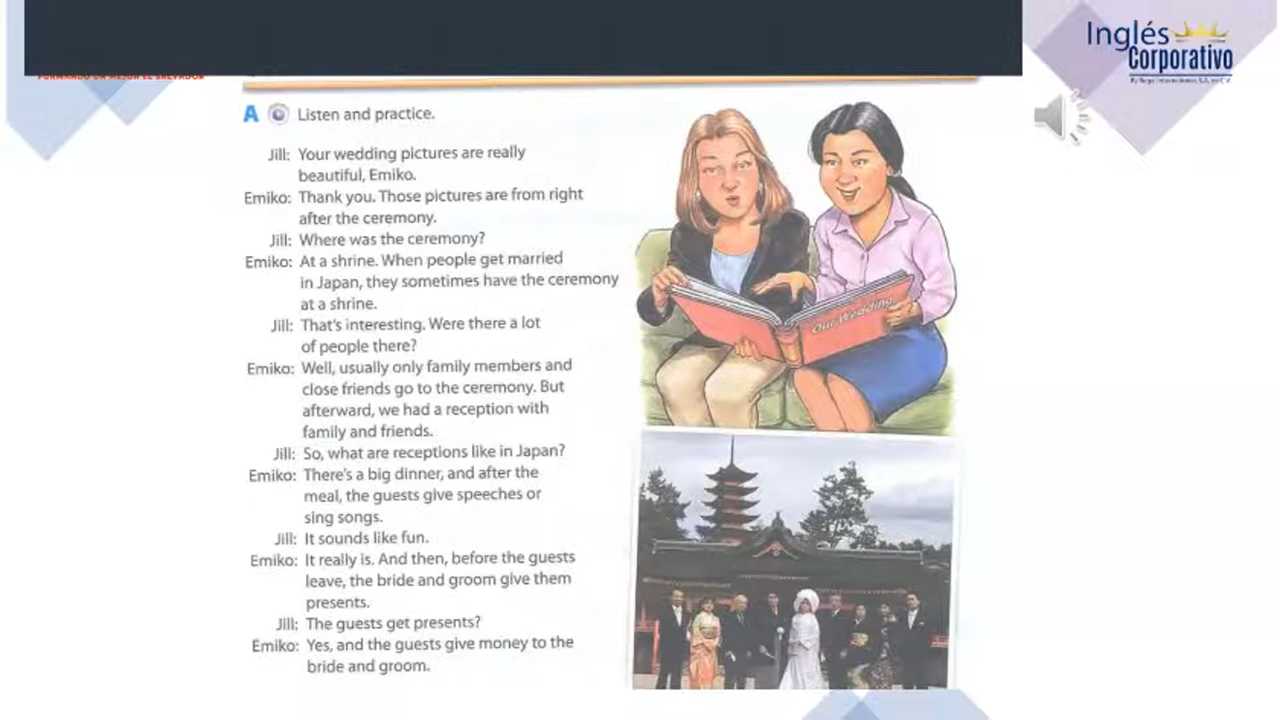 Inglés
Corporativo
FORMANDO UN MEJOR EL SALVADOR
A Listen and practice.
Jill: Your wedding pictures are really
beautiful, Emiko.
Emiko: Thank you. Those pictures are from right
after the ceremony.
Jill: Where was the ceremony?
Emiko: At a shrine. When people get married
in Japan, they sometimes have the ceremony
at a shrine.
Jill: That's interesting. Were there a lot
of people there?
Emiko: Well, usually only family members and
close friends go to the ceremony. But
afterward, we had a reception with
family and friends.
Jill: So, what are receptions like in Japan?
Emiko: There's a big dinner, and after the
meal, the guests give speeches or
sing songs.
Jill: It sounds like fun.
Emiko: It really is. And then, before the guests
leave, the bride and groom give them
presents.
Jill: The guests get presents?
Emiko: Yes, and the guests give money to the
bride and groom.
Our Wedding